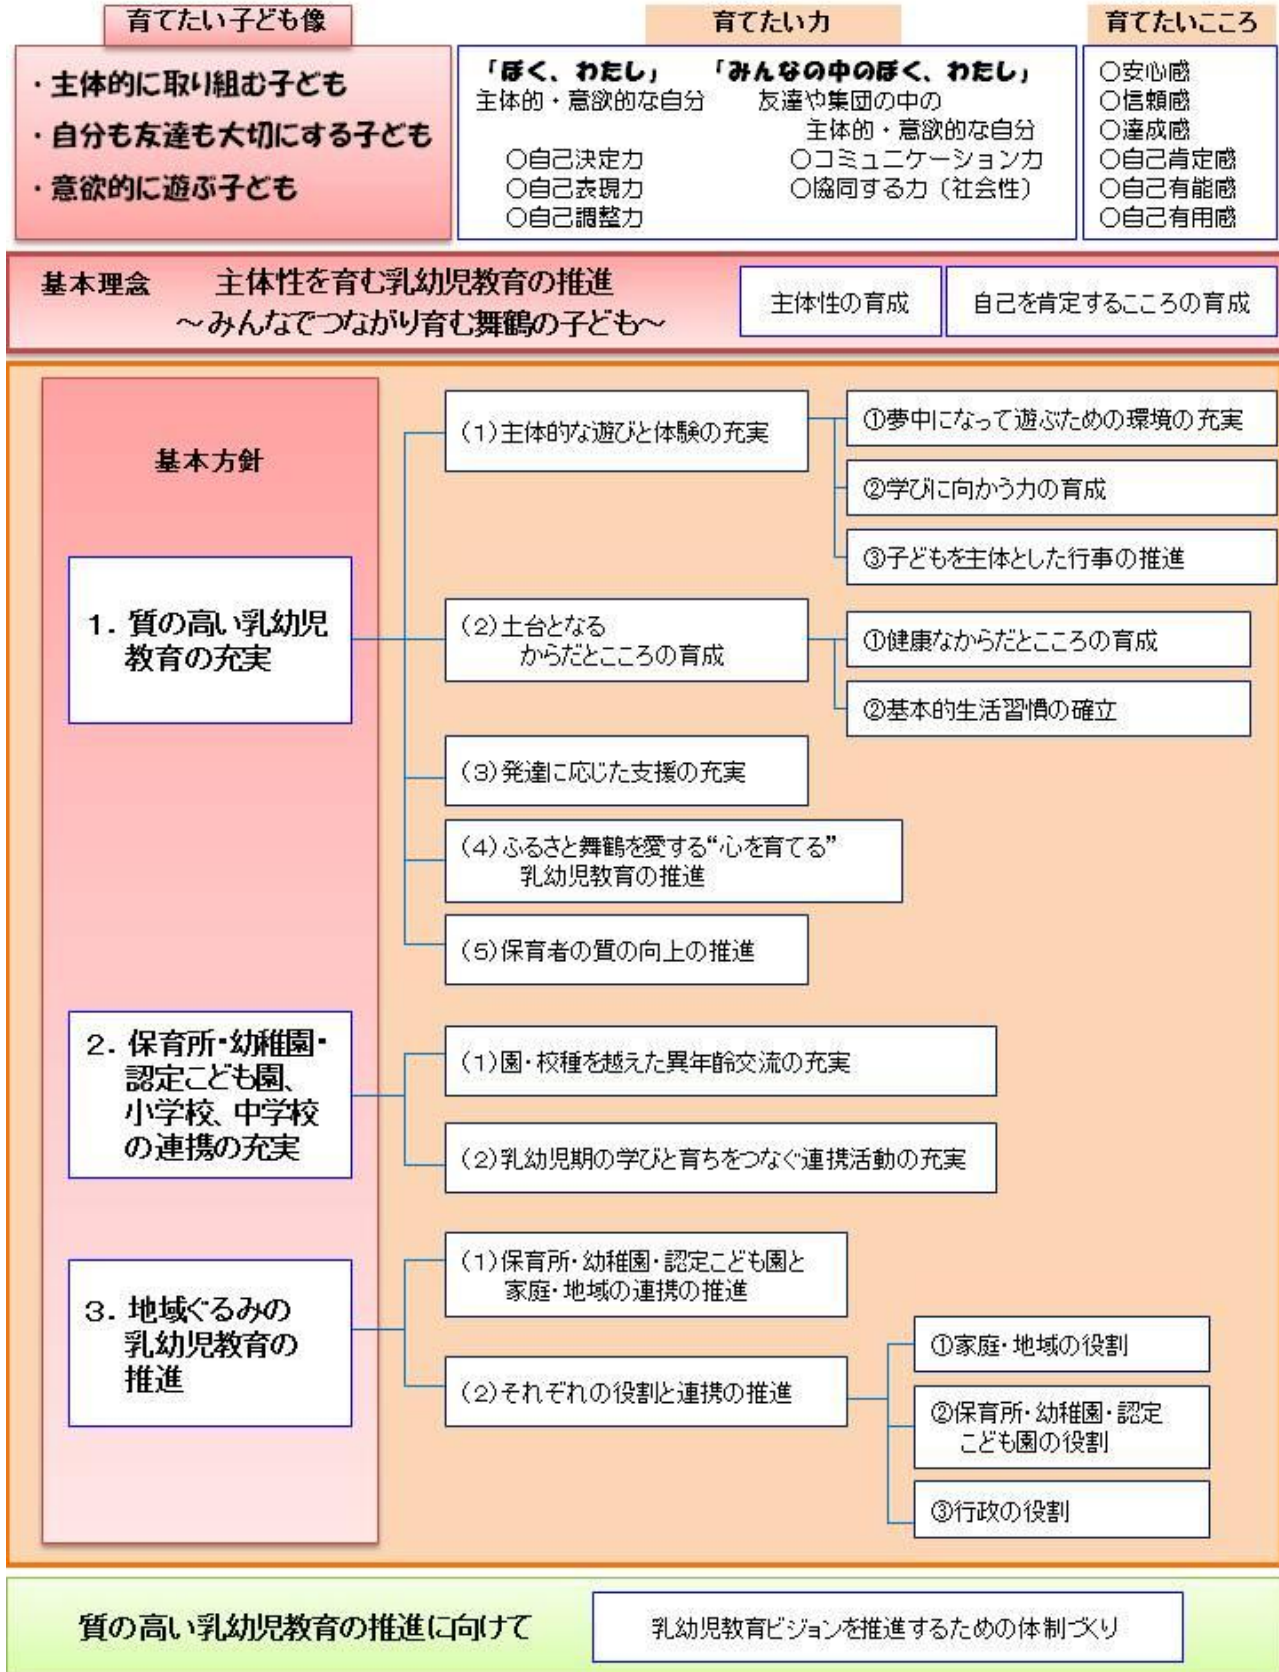 育てたい子ども像
・主体的に取り組む子ども
・自分も友達も大切にする子ども
・意欲的に遊ぶ子ども
育てたい力
「ぼく、わたし」
主体的・意欲的な自分
○自己決定力
○自己表現力
○自己調整力
「みんなの中のぼく、わたし」
友達や集団の中の
主体的・意欲的な自分
○コミュニケーション力
○協同する力（社会性）
育てたいこころ
○安心感
○信頼感
○達成感
○自己肯定感
○自己有能感
○自己有用感
基本理念 主体性を育む乳幼児教育の推進
～みんなでつながり育む舞鶴の子ども～
主体性の育成
自己を肯定するこころの育成
基本方針
1．質の高い乳幼児
教育の充実
（1）主体的な遊びと体験の充実
①夢中になって遊ぶための環境の充実
②学びに向かう力の育成
③子どもを主体とした行事の推進
（2）土台となる
からだとこころの育成
①健康なからだとこころの育成
②基本的生活習慣の確立
（3）発達に応じた支援の充実
（4）ふるさと舞鶴を愛する“心を育てる”
乳幼児教育の推進
（5）保育者の質の向上の推進
2．保育所・幼稚園・
認定こども園、
小学校、中学校
の連携の充実
（1）園・校種を越えた異年齢交流の充実
（2）乳幼児期の学びと育ちをつなぐ連携活動の充実
3．地域ぐるみの
乳幼児教育の
推進
（1）保育所・幼稚園・認定こども園と
家庭・地域の連携の推進
（2）それぞれの役割と連携の推進
①家庭・地域の役割
②保育所・幼稚園・認定
こども園の役割
③行政の役割
質の高い乳幼児教育の推進に向けて
乳幼児教育ビジョンを推進するための体制づくり